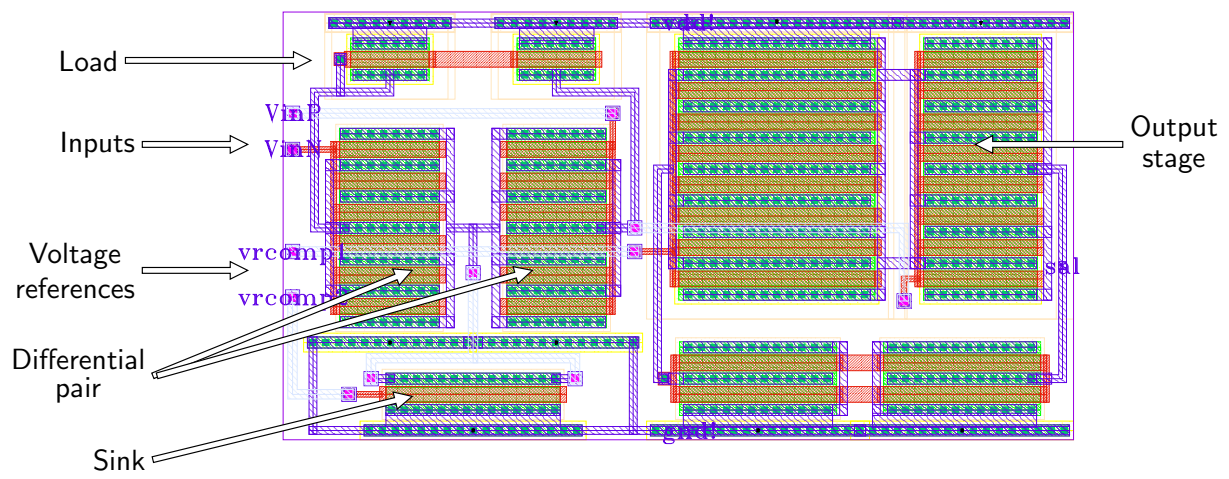 vdd!
Load
VinP
Inputs
VinN
Output
stage
Voltage
references
vrcomp1
sal
vrcomp
Differential
pair
gnd!
Sink